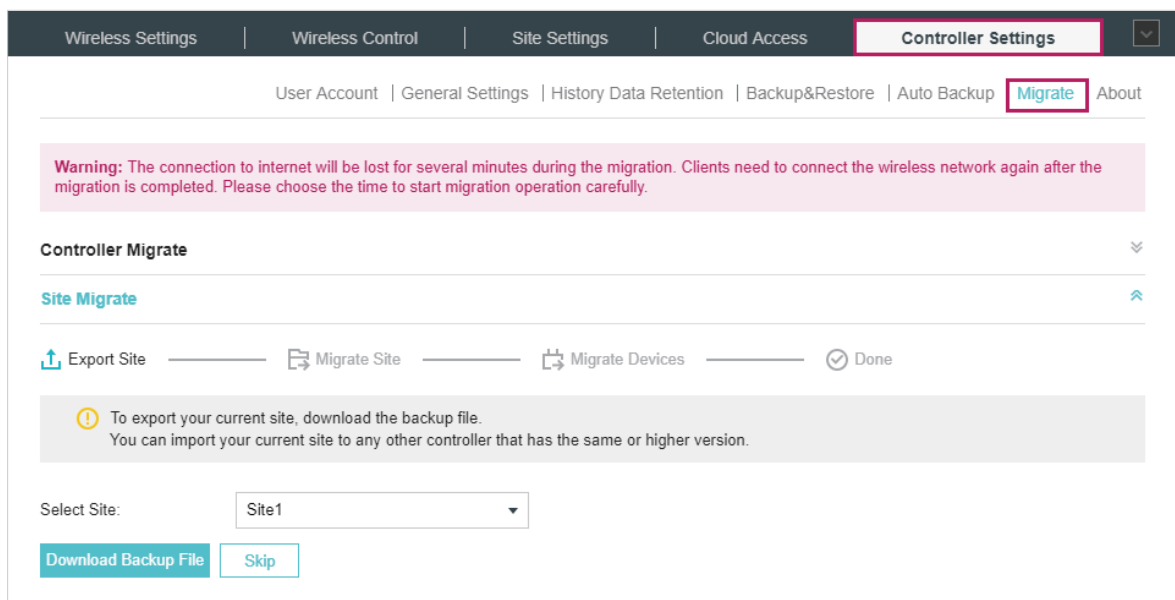 Wireless Settings | Wireless Control | Site Settings | Cloud Access Controller Settings
User Account | General Settings | History Data Retention | Backup&Restore | Auto Backup Migrate About
Warning: The connection to internet will be lost for several minutes during the migration. Clients need to connect the wireless network again after the
migration is completed. Please choose the time to start migration operation carefully.
Controller Migrate
Site Migrate
Export Site Migrate Site Migrate Devices Done
To export your current site, download the backup file.
You can import your current site to any other controller that has the same or higher version.
Select Site: Site1
Download Backup File Skip